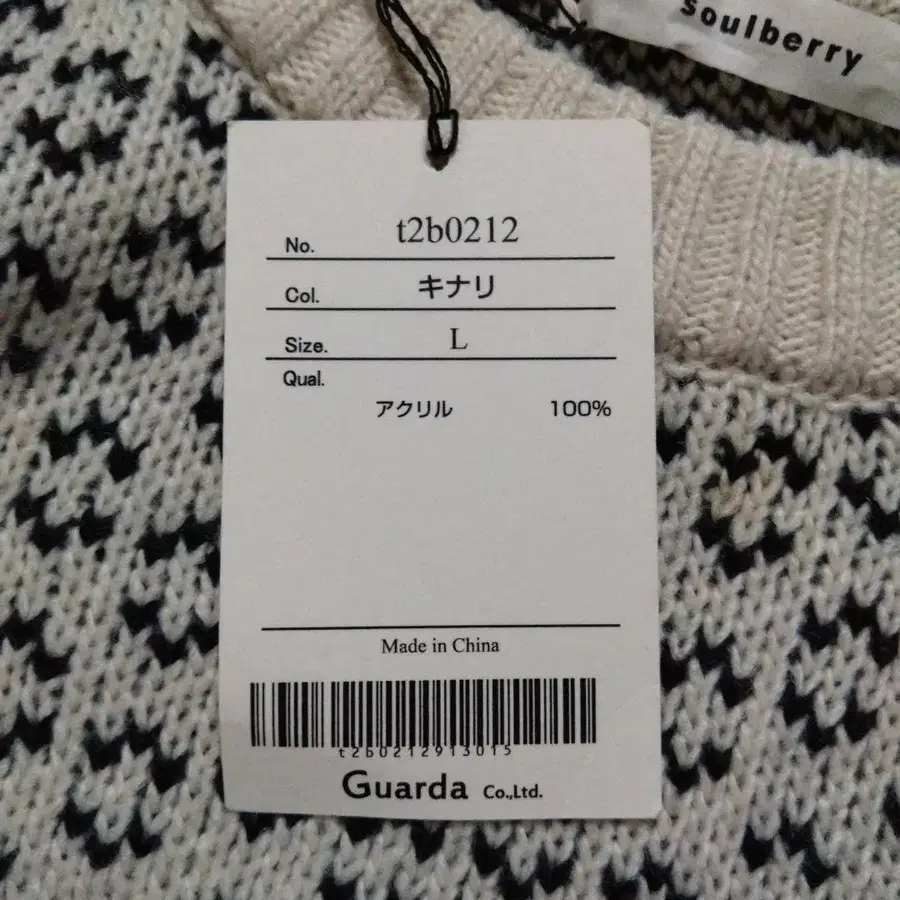 soulberry
No. t2b0212
Col. キナリ
Size. L
Qual.
アクリル 100%
Made in China
t2b0212913015
Guarda Co.,Ltd.